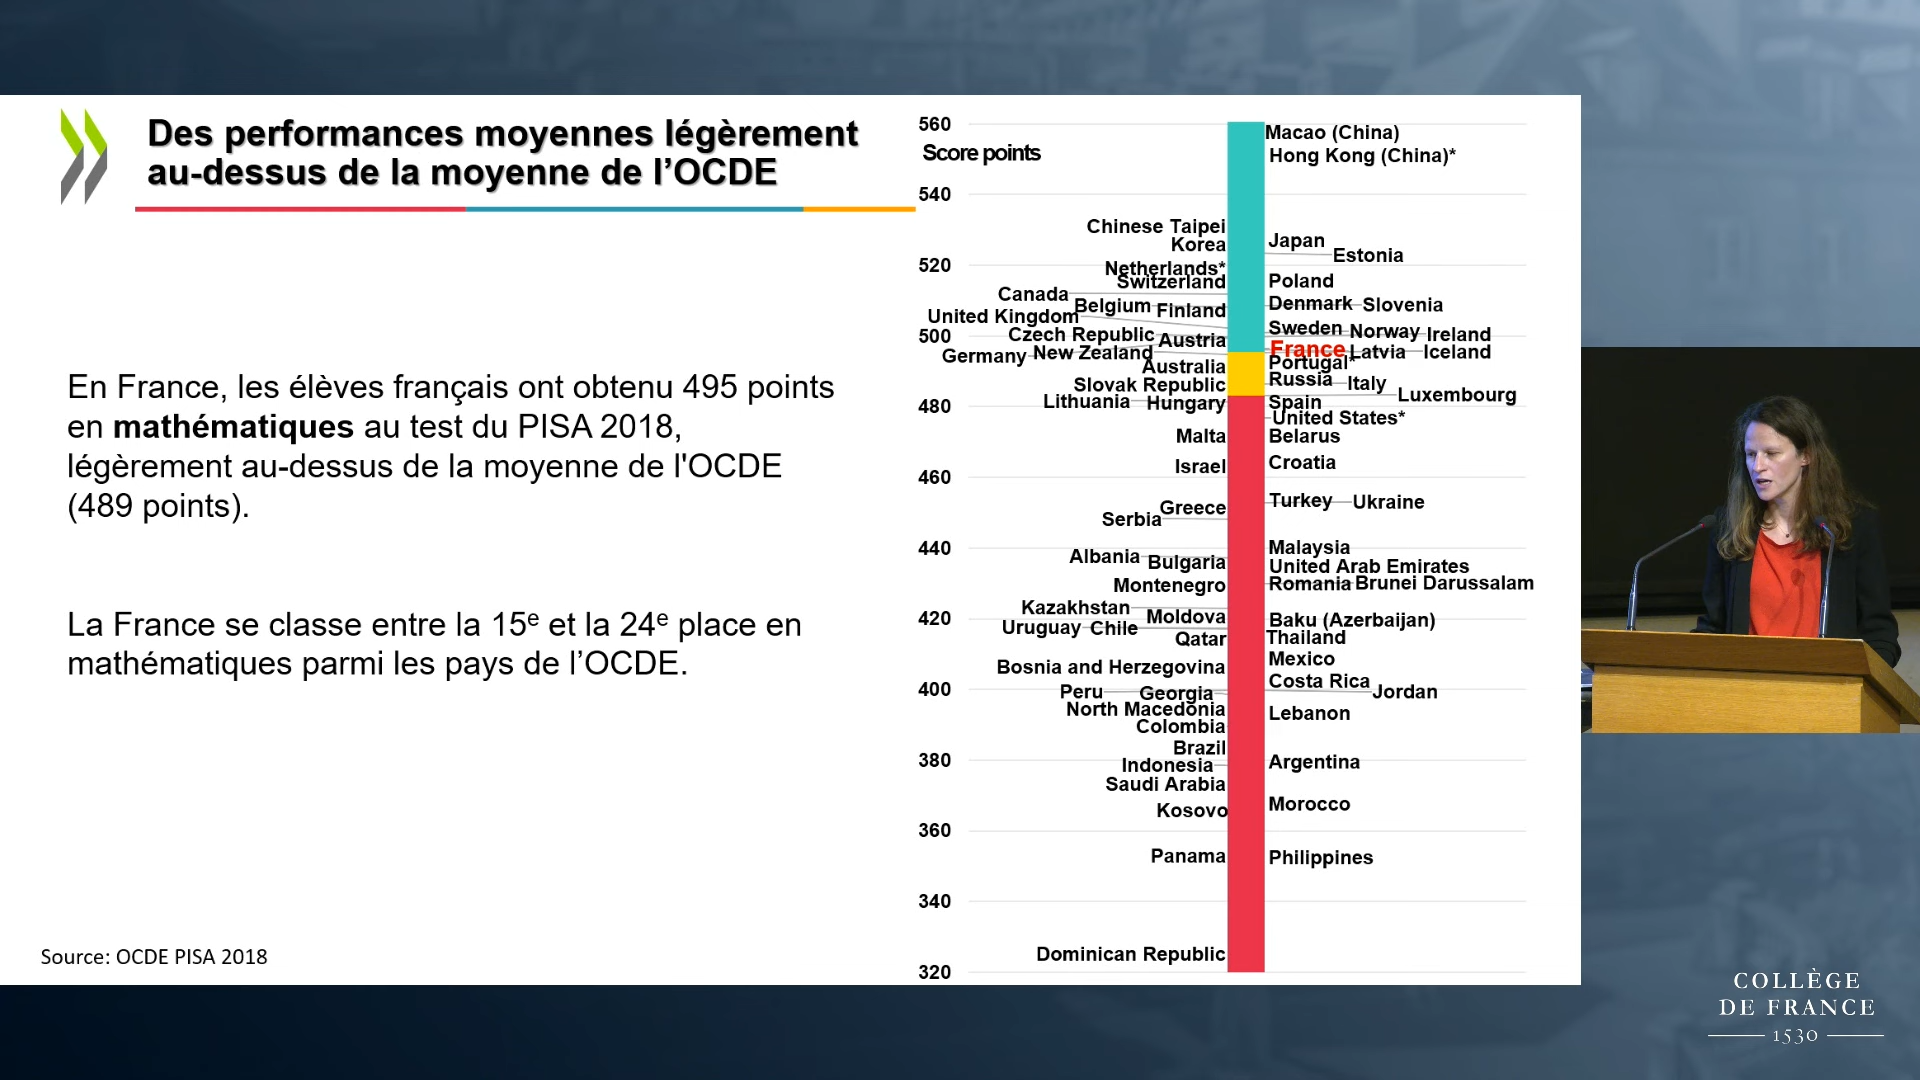 Des performances moyennes légèrement
au-dessus de la moyenne de l’OCDE
En France, les élèves français ont obtenu 495 points
en mathématiques au test du PISA 2018,
légèrement au-dessus de la moyenne de l'OCDE
(489 points).
La France se classe entre la 15e et la 24e place en
mathématiques parmi les pays de l’OCDE.
Source: OCDE PISA 2018
560
Macao (China)
Score points
Hong Kong (China)*
540
Chinese Taipei
Korea
Japan
Estonia
520
Netherlands*
Switzerland
Poland
Canada
Belgium
Finland
Denmark
Slovenia
United Kingdom
Sweden
Norway
Ireland
500
Czech Republic
Austria
Germany
New Zealand
France
Latvia
Iceland
Portugal*
Australia
Russia
Italy
Slovak Republic
Luxembourg
Lithuania
Hungary
Spain
480
United States*
Malta
Belarus
Israel
Croatia
460
Greece
Turkey
Ukraine
Serbia
440
Malaysia
Albania
Bulgaria
United Arab Emirates
Montenegro
Romania
Brunei Darussalam
Kazakhstan
Moldova
420
Baku (Azerbaijan)
Uruguay
Chile
Qatar
Thailand
Bosnia and Herzegovina
Mexico
Costa Rica
400
Peru
Georgia
Jordan
North Macedonia
Lebanon
Colombia
Brazil
380
Indonesia
Argentina
Saudi Arabia
Kosovo
Morocco
360
Panama
Philippines
340
Dominican Republic
320
COLLÈGE
DE FRANCE
1530